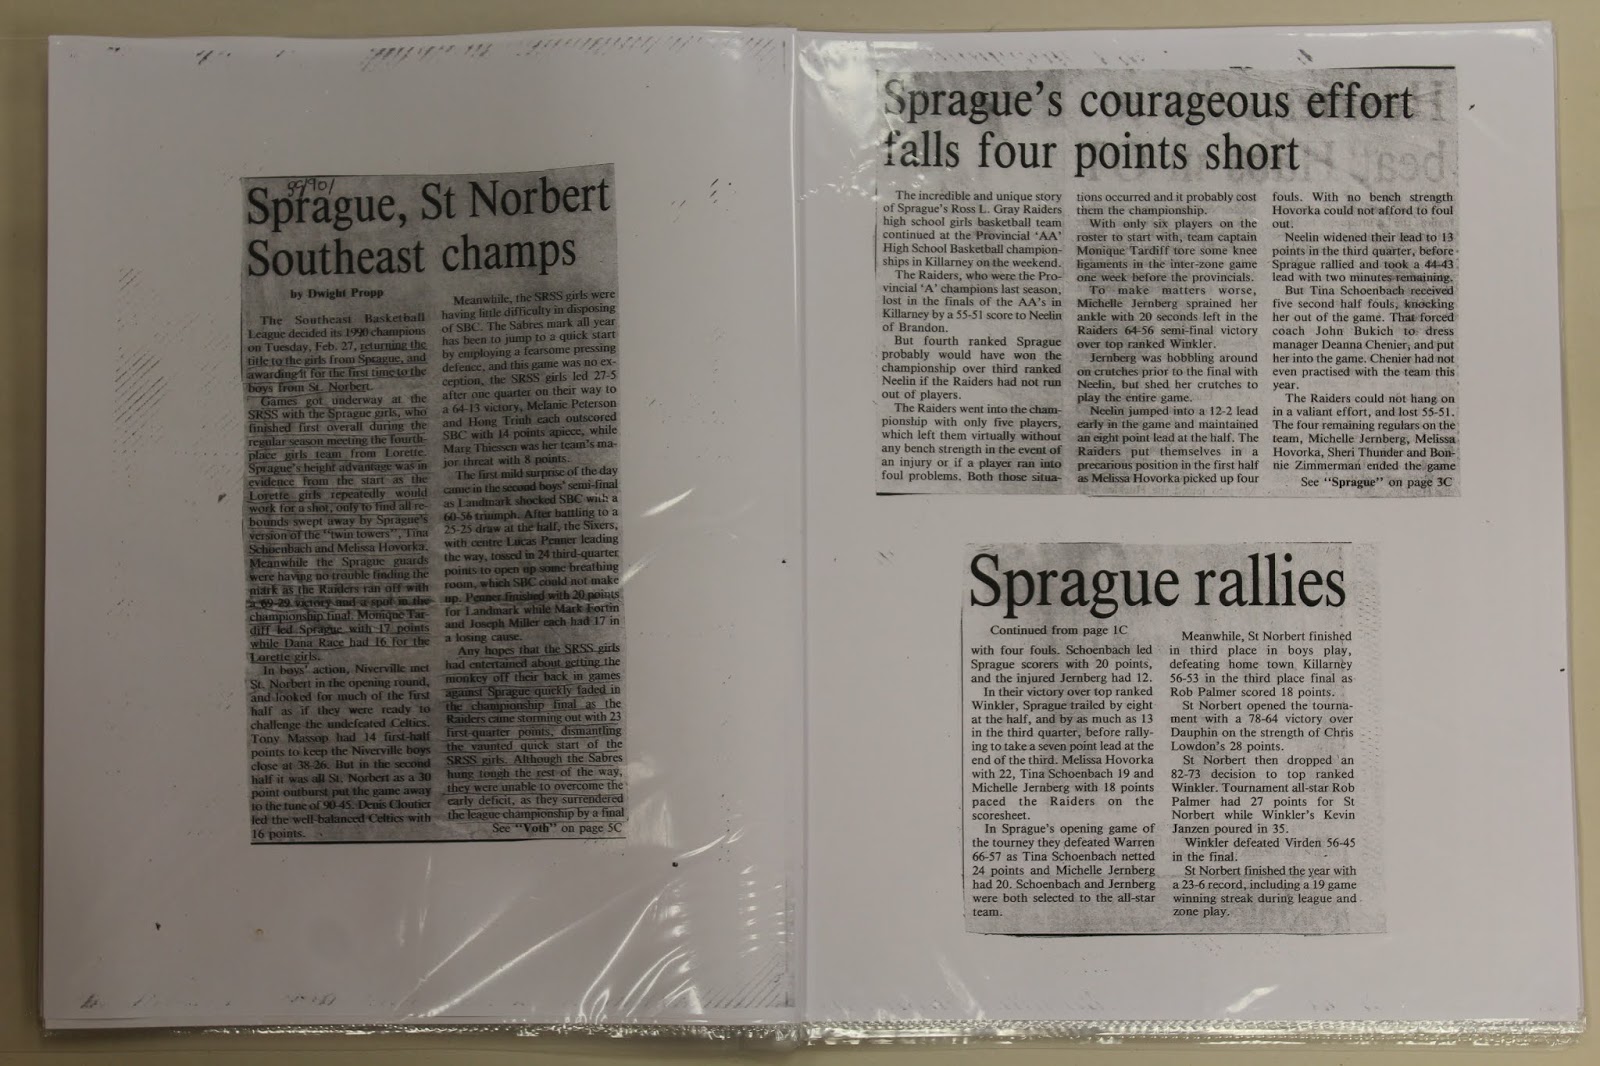 89/90/
Sprague, St Norbert
Southeast champs
by Dwight Propp
The Southeast Basketball
League decided its 1990 champions
on Tuesday, Feb. 27, returning the
title to the girls from Sprague, and
awarding it for the first time to the
boys from St. Norbert.
Games got underway at the
SRSS with the Sprague girls, who
finished first overall during the
regular season meeting the fourth-
place girls team from Lorette.
Sprague's height advantage was in
evidence from the start as the
Lorette girls repeatedly would
work for a shot, only to find all re-
bounds swept away by Sprague's
version of the "twin towers", Tina
Schoenbach and Melissa Hovorka.
Meanwhile the Sprague guards
were having no trouble finding the
mark as the Raiders ran off with
a 69-29 victory and a spot in the
championship final. Monique Tar-
diff led Sprague with 17 points
while Dana Race had 16 for the
Lorette girls.
In boys' action, Niverville met
St. Norbert in the opening round,
and looked for much of the first
half as if they were ready to
challenge the undefeated Celtics.
Tony Massop had 14 first-half
points to keep the Niverville boys
close at 38-26. But in the second
half it was all St. Norbert as a 30
point outburst put the game away
to the tune of 90-45. Denis Cloutier
led the well-balanced Celtics with
16 points.
Meanwhile, the SRSS girls were
having little difficulty in disposing
of SBC. The Sabres mark all year
has been to jump to a quick start
by employing a fearsome pressing
defence, and this game was no ex-
ception, the SRSS girls led 27-5
after one quarter on their way to
a 64-13 victory, Melanie Peterson
and Hong Trinh each outscored
SBC with 14 points apiece, while
Marg Thiessen was her team's ma-
jor threat with 8 points.
The first mild surprise of the day
came in the second boys' semi-final
as Landmark shocked SBC with a
60-56 triumph. After battling to a
25-25 draw at the half, the Sixers,
with centre Lucas Penner leading
the way, tossed in 24 third-quarter
points to open up some breathing
room, which SBC could not make
up. Penner finished with 20 points
for Landmark while Mark Fortin
and Joseph Miller each had 17 in
a losing cause.
Any hopes that the SRSS girls
had entertained about getting the
monkey off their back in games
against Sprague quickly faded in
the championship final as the
Raiders came storming out with 23
first-quarter points, dismantling
the vaunted quick start of the
SRSS girls. Although the Sabres
hung tough the rest of the way,
they were unable to overcome the
early deficit, as they surrendered
the league championship by a final
See "Voth" on page 5C
Sprague's courageous effort
falls four points short
The incredible and unique story
of Sprague's Ross L. Gray Raiders
high school girls basketball team
continued at the Provincial 'AA'
High School Basketball champion-
ships in Killarney on the weekend.
The Raiders, who were the Pro-
vincial 'A' champions last season,
lost in the finals of the AA's in
Killarney by a 55-51 score to Neelin
of Brandon.
But fourth ranked Sprague
probably would have won the
championship over third ranked
Neelin if the Raiders had not run
out of players.
The Raiders went into the cham-
pionship with only five players,
which left them virtually without
any bench strength in the event of
an injury or if a player ran into
foul problems. Both those situa-
tions occurred and it probably cost
them the championship.
With only six players on the
roster to start with, team captain
Monique Tardiff tore some knee
ligaments in the inter-zone game
one week before the provincials.
To make matters worse,
Michelle Jernberg sprained her
ankle with 20 seconds left in the
Raiders 64-56 semi-final victory
over top ranked Winkler.
Jernberg was hobbling around
on crutches prior to the final with
Neelin, but shed her crutches to
play the entire game.
Neelin jumped into a 12-2 lead
early in the game and maintained
an eight point lead at the half. The
Raiders put themselves in a
precarious position in the first half
as Melissa Hovorka picked up four
fouls. With no bench strength
Hovorka could not afford to foul
out.
Neelin widened their lead to 13
points in the third quarter, before
Sprague rallied and took a 44-43
lead with two minutes remaining.
But Tina Schoenbach received
five second half fouls, knocking
her out of the game. That forced
coach John Bukich to dress
manager Deanna Chenier, and put
her into the game. Chenier had not
even practised with the team this
year.
The Raiders could not hang on
in a valiant effort, and lost 55-51.
The four remaining regulars on the
team, Michelle Jernberg, Melissa
Hovorka, Sheri Thunder and Bon-
nie Zimmerman ended the game
See "Sprague" on page 3C
Sprague rallies
Continued from page 1C
with four fouls. Schoenbach led
Sprague scorers with 20 points,
and the injured Jernberg had 12.
In their victory over top ranked
Winkler, Sprague trailed by eight
at the half, and by as much as 13
in the third quarter, before rally-
ing to take a seven point lead at the
end of the third. Melissa Hovorka
with 22, Tina Schoenbach 19 and
Michelle Jernberg with 18 points
paced the Raiders on the
scoresheet.
In Sprague's opening game of
the tourney they defeated Warren
66-57 as Tina Schoenbach netted
24 points and Michelle Jernberg
had 20. Schoenbach and Jernberg
were both selected to the all-star
team.
Meanwhile, St Norbert finished
in third place in boys play,
defeating home town Killarney
56-53 in the third place final as
Rob Palmer scored 18 points.
St Norbert opened the tourna-
ment with a 78-64 victory over
Dauphin on the strength of Chris
Lowdon's 28 points.
St Norbert then dropped an
82-73 decision to top ranked
Winkler. Tournament all-star Rob
Palmer had 27 points for St
Norbert while Winkler's Kevin
Janzen poured in 35.
Winkler defeated Virden 56-45
in the final.
St Norbert finished the year with
a 23-6 record, including a 19 game
winning streak during league and
zone play.